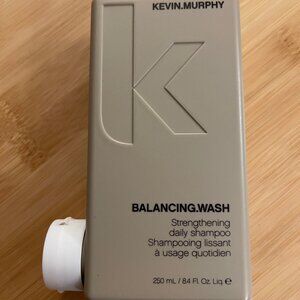 KEVIN.MURPHY
K
BALANCING.WASH
Strengthening
daily shampoo
Shampooing lissant
à usage quotidien
250 mL / 8.4 Fl. Oz. Liq. e